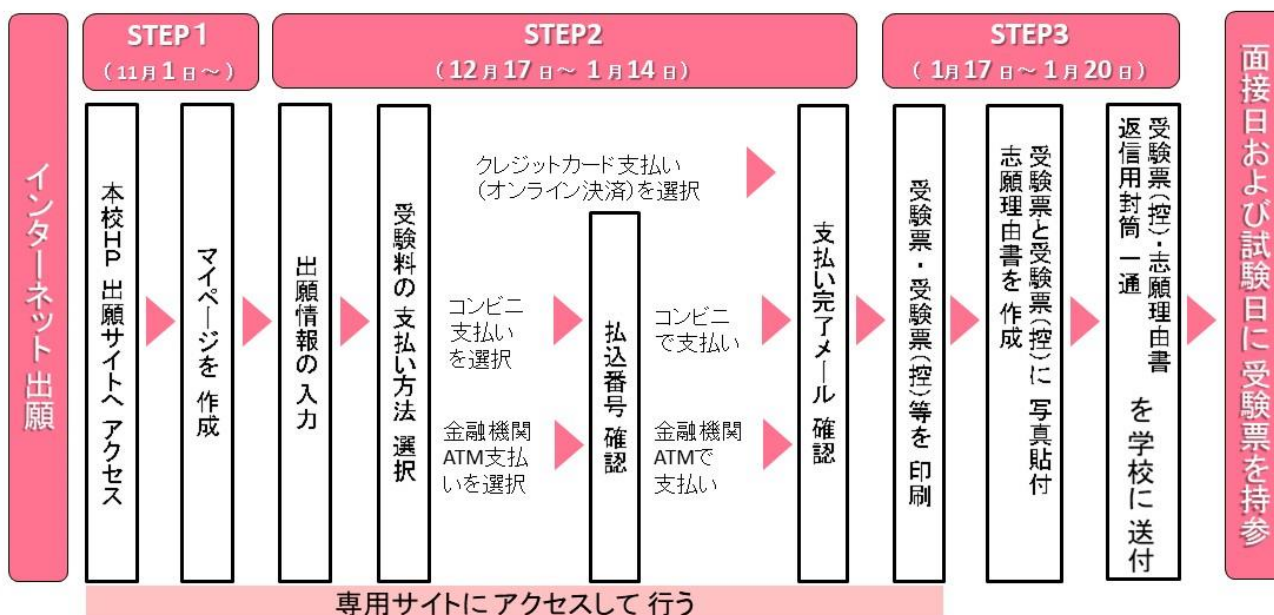 インターネット出願
STEP1
(11月1日~)
本校HP 出願サイトへ アクセス
マイページを 作成
STEP2
(12月17日~1月14日)
出願情報の 入力
受験料の 支払い方法 選択
クレジットカード支払い
(オンライン決済)を選択
コンビニ
支払い
を選択
金融機関
ATM支払
いを選択
払込番号 確認
コンビニ
で支払い
金融機関
ATMで
支払い
支払い完了メール 確認
STEP3
(1月17日~1月20日)
受験票・受験票(控)等を 印刷
受験票と受験票(控)に 写真貼付
志願理由書を 作成
受験票(控)・志願理由書
返信用封筒 一通
を 学校に 送付
面接日および試験日に 受験票を持参
専用サイトに アクセスして 行う